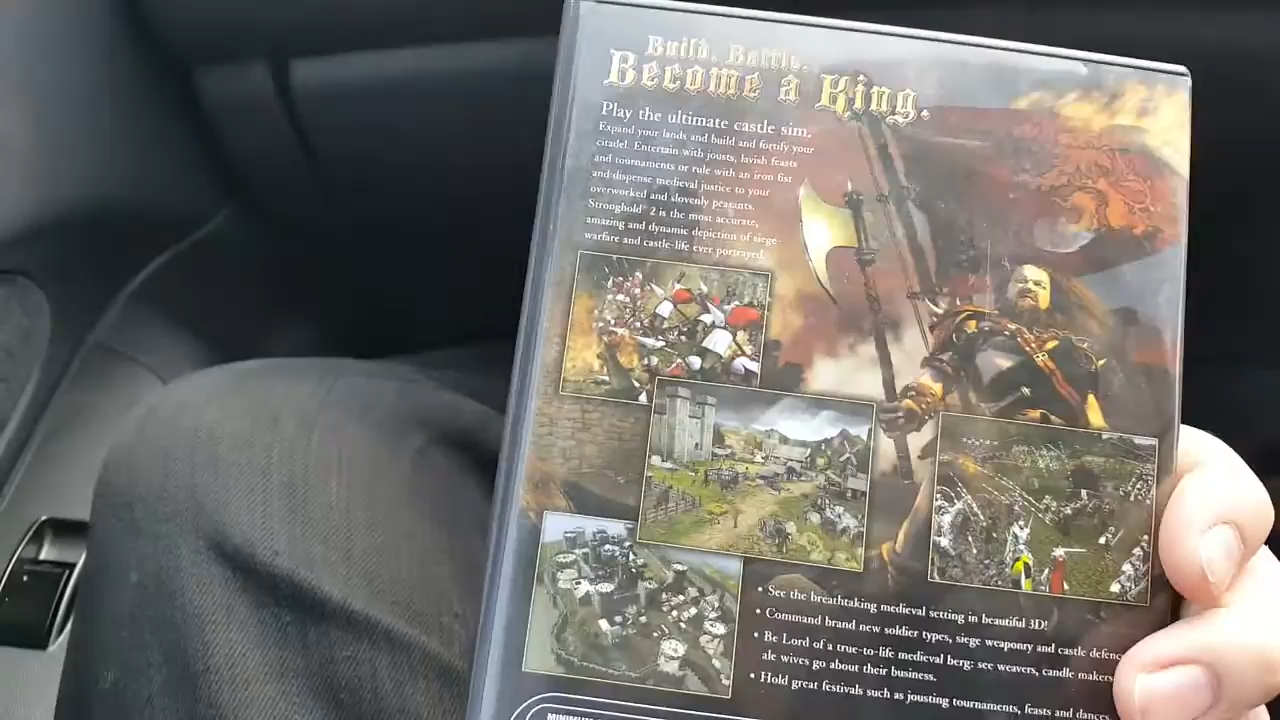 Build. Battle.
Become a King.
Play the ultimate castle sim.
Expand your lands and build and fortify your
citadel. Entertain with jousts, lavish feasts
and tournaments or rule with an iron fist
and dispense medieval justice to your
overworked and slovenly peasants.
Stronghold® 2 is the most accurate,
amazing and dynamic depiction of siege-
warfare and castle-life ever portrayed.
• See the breathtaking medieval setting in beautiful 3D!
• Command brand new soldier types, siege weaponry and castle defenc
• Be Lord of a true-to-life medieval berg: see weavers, candle makers
ale wives go about their business.
• Hold great festivals such as jousting tournaments, feasts and dances.